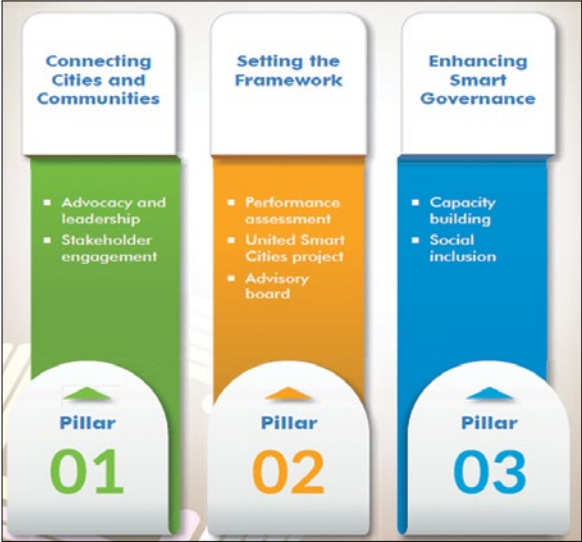 Connecting
Cities and
Communities
▪ Advocacy and
leadership
▪ Stakeholder
engagement
Pillar
01
Setting the
Framework
▪ Performance
assessment
▪ United Smart
Cities project
▪ Advisory
board
Pillar
02
Enhancing
Smart
Governance
▪ Capacity
building
▪ Social
inclusion
Pillar
03